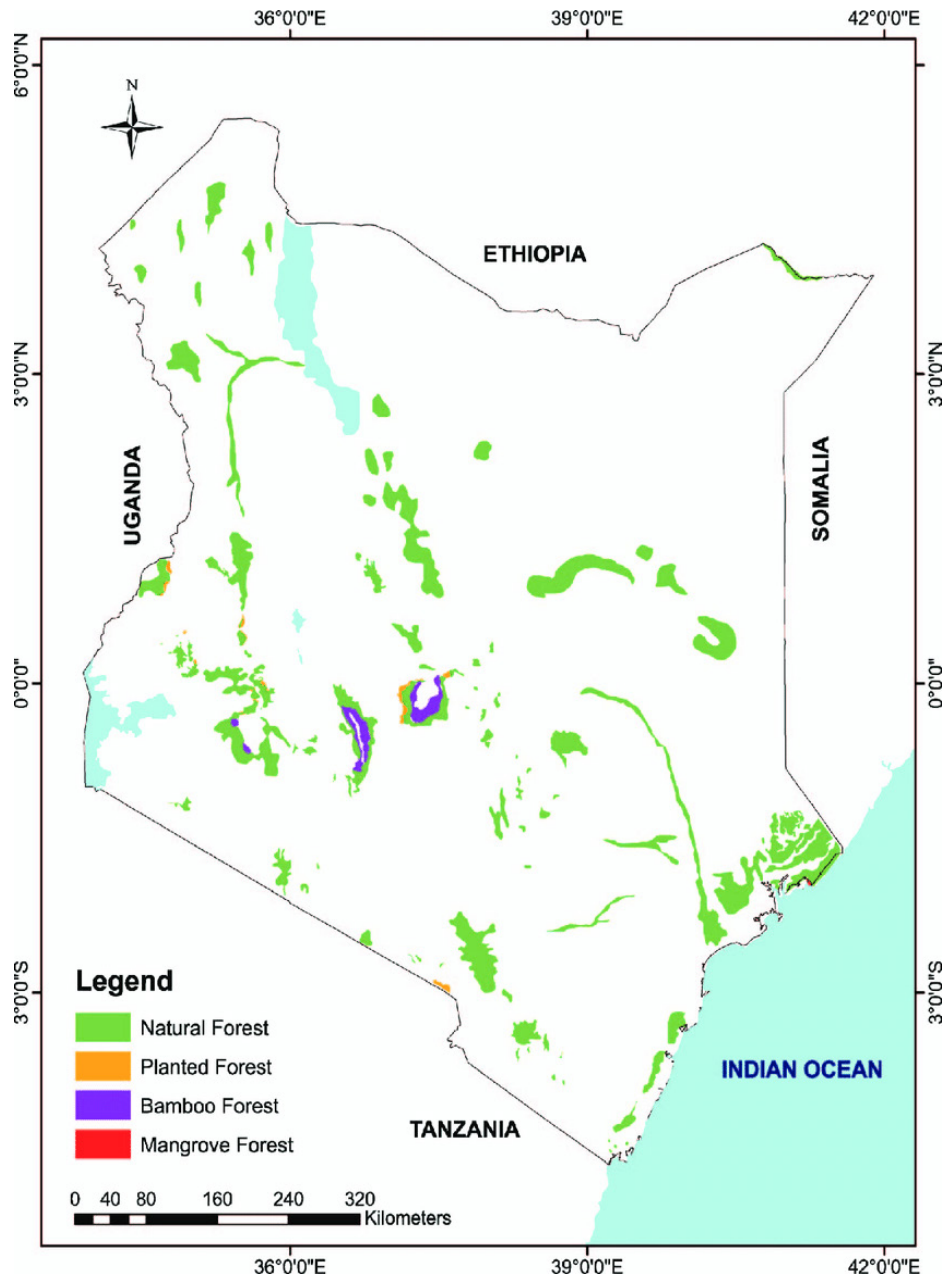 36°0'0"E 39°0'0"E 42°0'0"E
6°0'0"N 6°0'0"N
N
ETHIOPIA
3°0'0"N 3°0'0"N
UGANDA
SOMALIA
0°0'0" 0°0'0"
3°0'0"S 3°0'0"S
Legend
Natural Forest
Planted Forest
Bamboo Forest
Mangrove Forest
INDIAN OCEAN
TANZANIA
0 40 80 160 240 320
Kilometers
36°0'0"E 39°0'0"E 42°0'0"E